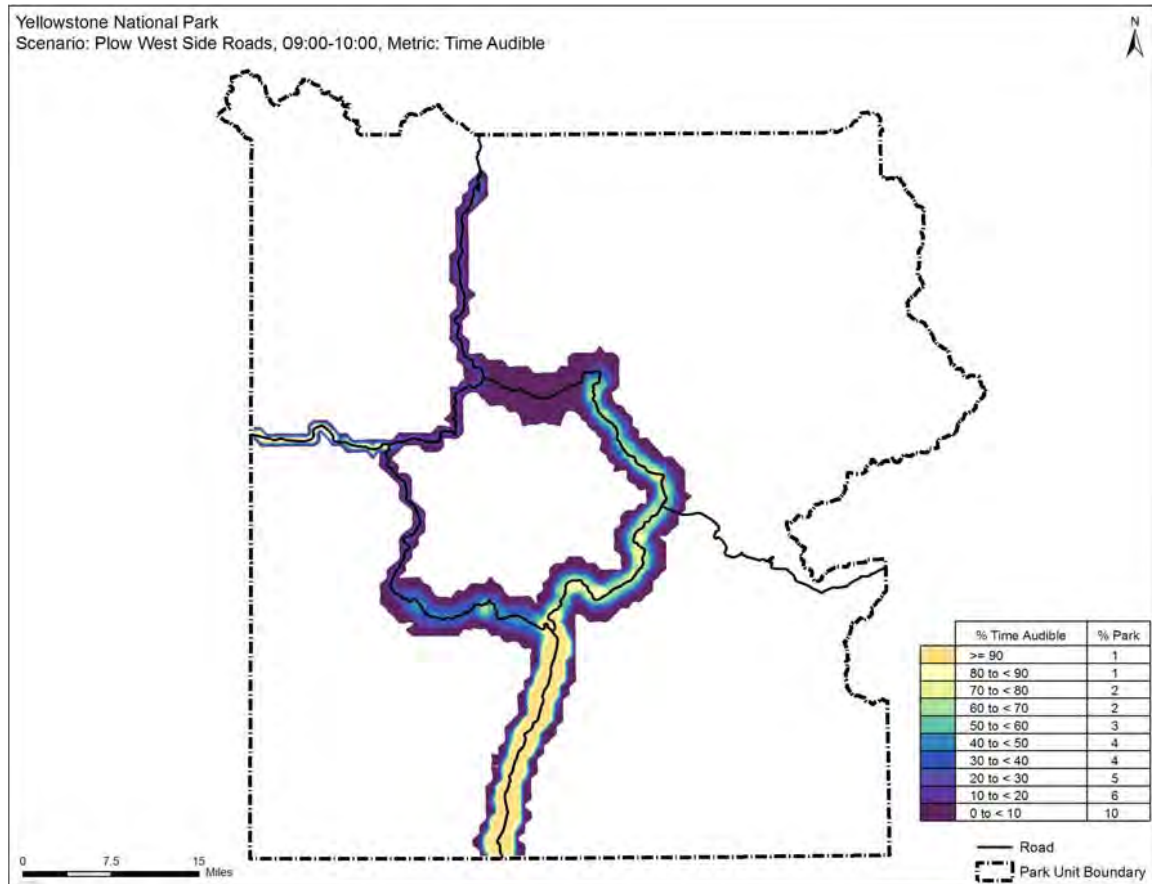 Yellowstone National Park
Scenario: Plow West Side Roads, 09:00-10:00, Metric: Time Audible
N
% Time Audible % Park
>= 90 1
80 to < 90 1
70 to < 80 2
60 to < 70 2
50 to < 60 3
40 to < 50 4
30 to < 40 4
20 to < 30 5
10 to < 20 6
0 to < 10 10
Road
Park Unit Boundary
0 7.5 15
Miles